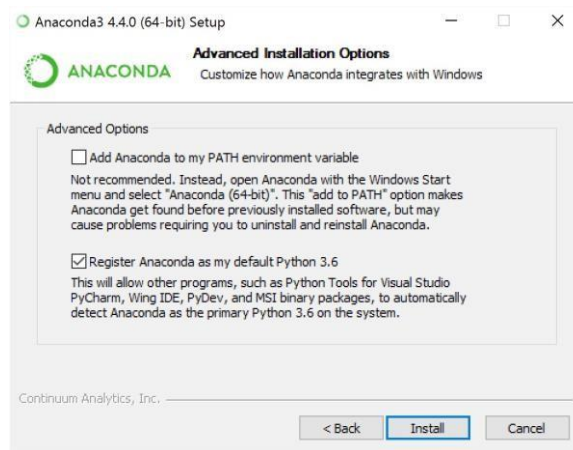 Anaconda3 4.4.0 (64-bit) Setup
ANACONDA
Advanced Installation Options
Customize how Anaconda integrates with Windows
Advanced Options
Add Anaconda to my PATH environment variable
Not recommended. Instead, open Anaconda with the Windows Start
menu and select "Anaconda (64-bit)". This "add to PATH" option makes
Anaconda get found before previously installed software, but may
cause problems requiring you to uninstall and reinstall Anaconda.
Register Anaconda as my default Python 3.6
This will allow other programs, such as Python Tools for Visual Studio
PyCharm, Wing IDE, PyDev, and MSI binary packages, to automatically
detect Anaconda as the primary Python 3.6 on the system.
Continuum Analytics, Inc.
< Back Install Cancel